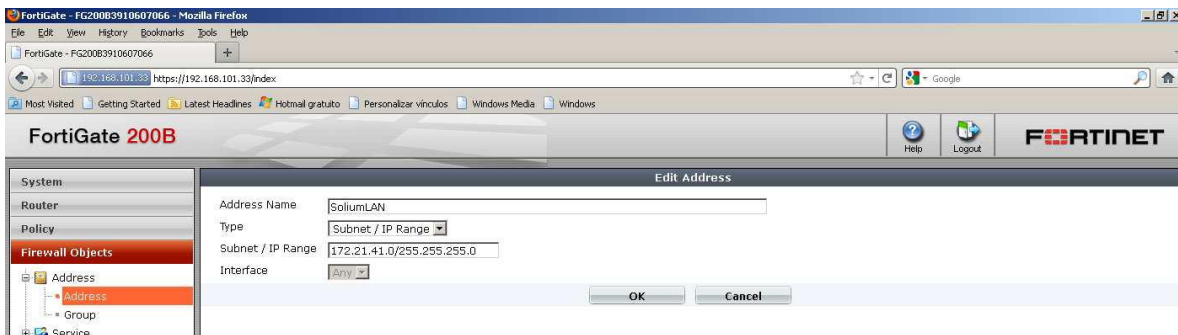 FortiGate - FG200B3910607066 - Mozilla Firefox
File Edit View History Bookmarks Tools Help
FortiGate - FG200B3910607066 +
192.168.101.33 https://192.168.101.33/index Google
Most Visited Getting Started Latest Headlines Hotmail gratuito Personalizar vínculos Windows Media Windows
FortiGate 200B Help Logout FORTINET
System Edit Address
Router Address Name SoliumLAN
Policy Type Subnet / IP Range
Firewall Objects Subnet / IP Range 172.21.41.0/255.255.255.0
Interface Any
Address
Address OK Cancel
Group
Service